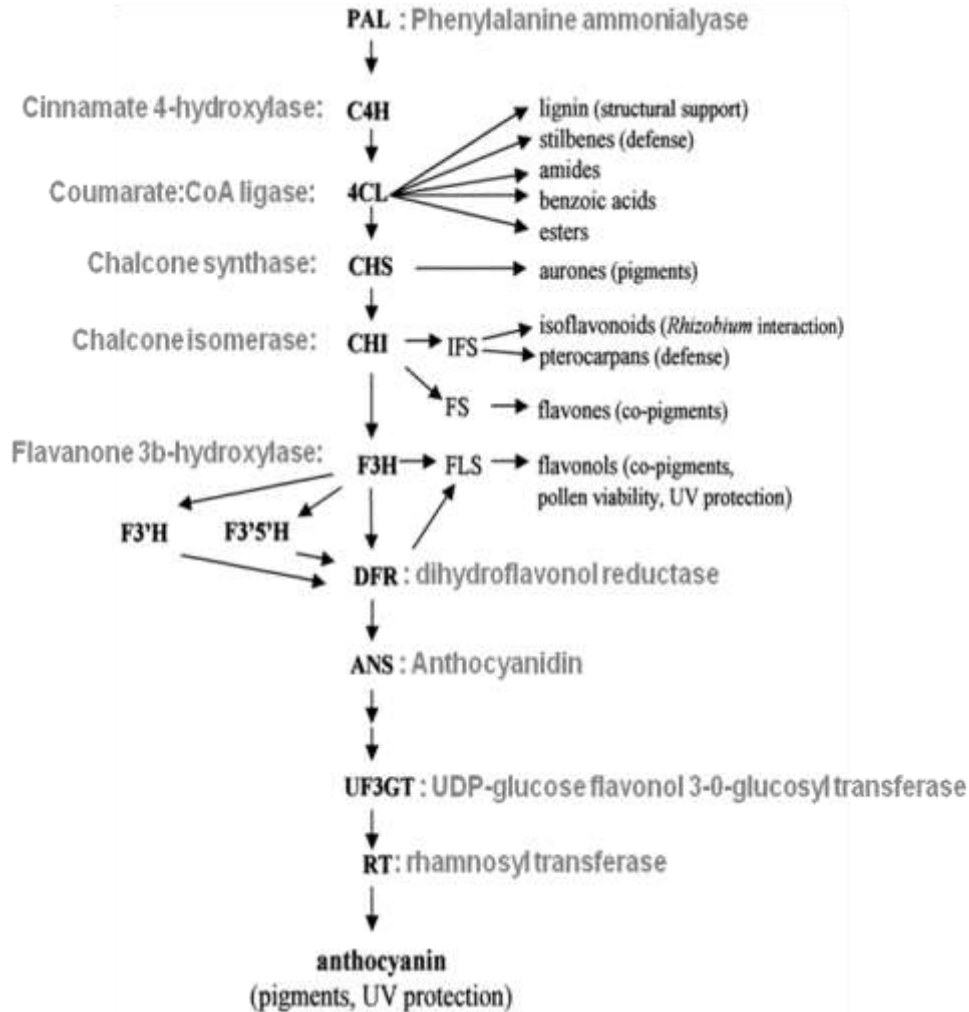 PAL : Phenylalanine ammonialyase
Cinnamate 4-hydroxylase: C4H
lignin (structural support)
stilbenes (defense)
amides
Coumarate:CoA ligase: 4CL
benzoic acids
esters
Chalcone synthase: CHS
aurones (pigments)
isoflavonoids (Rhizobium interaction)
Chalcone isomerase: CHI
IFS
pterocarpans (defense)
FS
flavones (co-pigments)
Flavanone 3b-hydroxylase: F3H
FLS
flavonols (co-pigments,
pollen viability, UV protection)
F3'H
F3'5'H
DFR : dihydroflavonol reductase
ANS : Anthocyanidin
UF3GT : UDP-glucose flavonol 3-0-glucosyl transferase
RT : rhamnosyl transferase
anthocyanin
(pigments, UV protection)